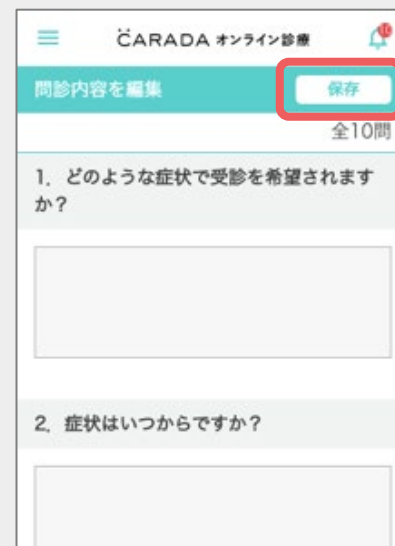 CARADA オンライン診療
問診内容を編集
保存
全10問
1. どのような症状で受診を希望されます
か？
2. 症状はいつからですか？